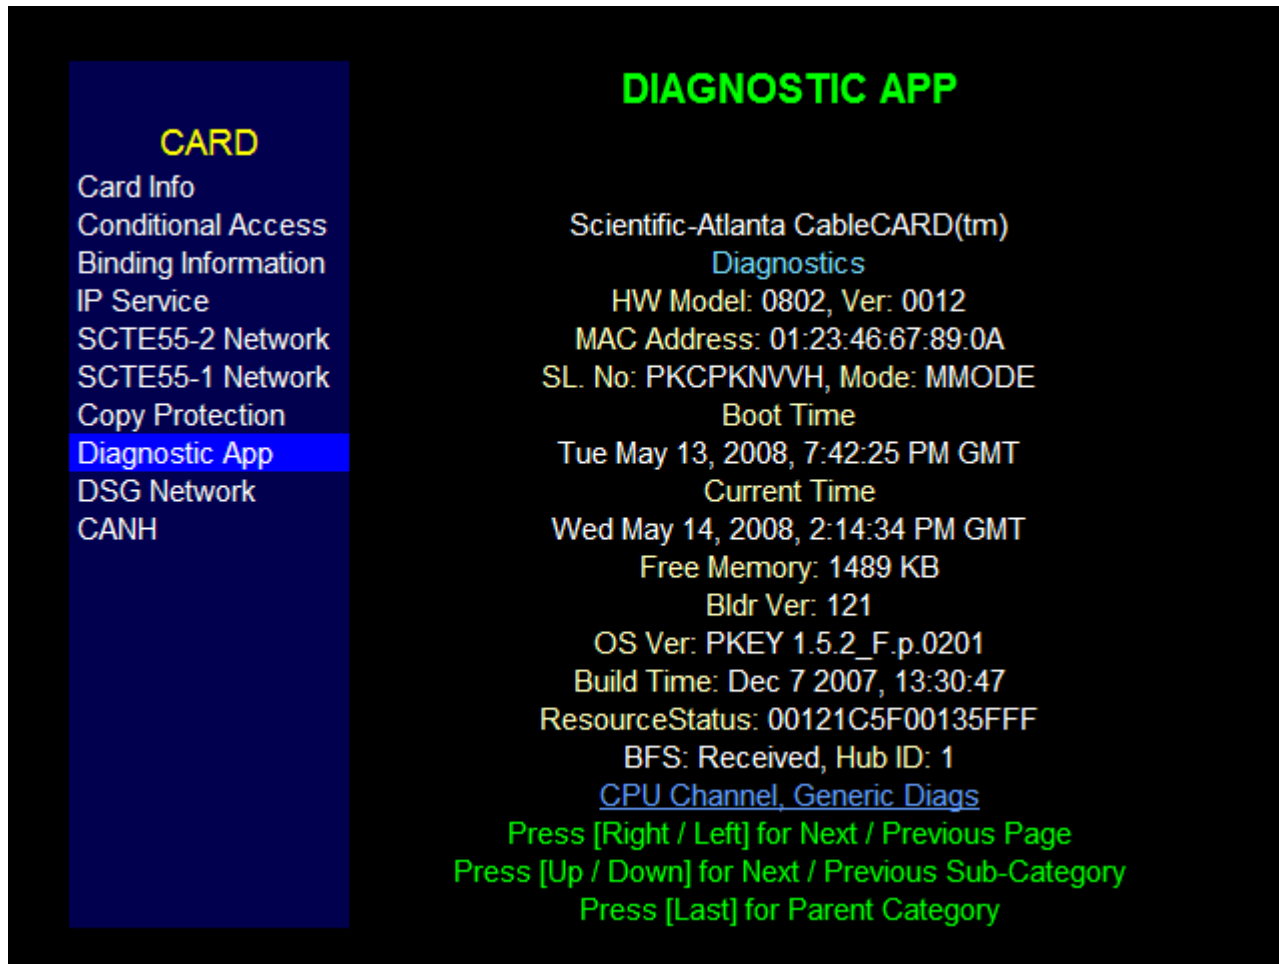 CARD
Card Info
Conditional Access
Binding Information
IP Service
SCTE55-2 Network
SCTE55-1 Network
Copy Protection
Diagnostic App
DSG Network
CANH
DIAGNOSTIC APP
Scientific-Atlanta CableCARD(tm)
Diagnostics
HW Model: 0802, Ver: 0012
MAC Address: 01:23:46:67:89:0A
SL. No: PKCPKNVVH, Mode: MMODE
Boot Time
Tue May 13, 2008, 7:42:25 PM GMT
Current Time
Wed May 14, 2008, 2:14:34 PM GMT
Free Memory: 1489 KB
Bldr Ver: 121
OS Ver: PKEY 1.5.2_F.p.0201
Build Time: Dec 7 2007, 13:30:47
ResourceStatus: 00121C5F00135FFF
BFS: Received, Hub ID: 1
CPU Channel, Generic Diags
Press [Right / Left] for Next / Previous Page
Press [Up / Down] for Next / Previous Sub-Category
Press [Last] for Parent Category